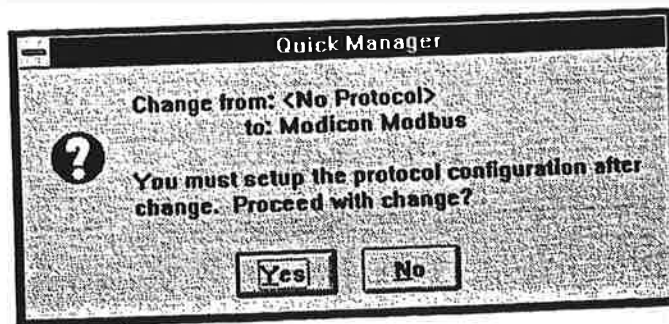 Quick Manager
Change from: <No Protocol>
to: Modicon Modbus
You must setup the protocol configuration after
change. Proceed with change?
Yes No